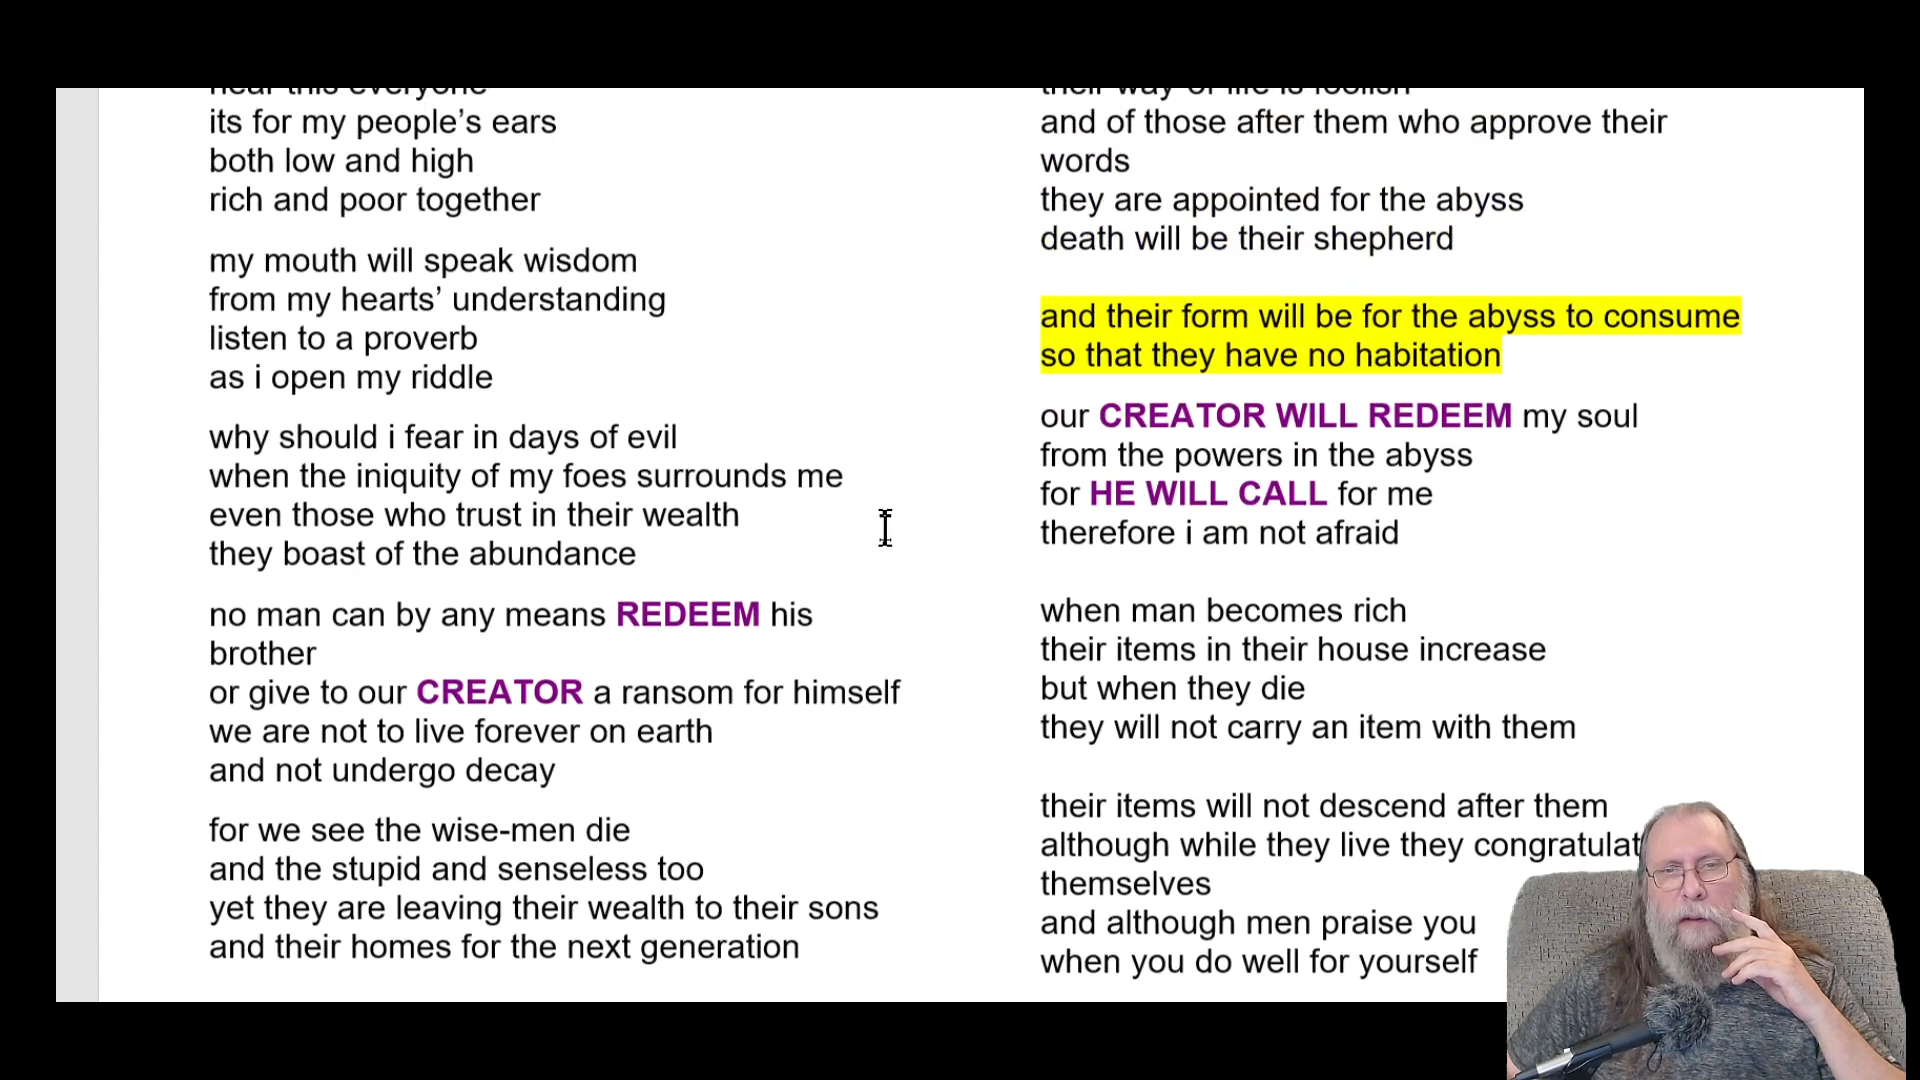 hear this everyone
its for my people’s ears
both low and high
rich and poor together
my mouth will speak wisdom
from my hearts’ understanding
listen to a proverb
as i open my riddle
why should i fear in days of evil
when the iniquity of my foes surrounds me
even those who trust in their wealth
they boast of the abundance
no man can by any means REDEEM his
brother
or give to our CREATOR a ransom for himself
we are not to live forever on earth
and not undergo decay
for we see the wise-men die
and the stupid and senseless too
yet they are leaving their wealth to their sons
and their homes for the next generation
their way of life is foolish
and of those after them who approve their
words
they are appointed for the abyss
death will be their shepherd
and their form will be for the abyss to consume
so that they have no habitation
our CREATOR WILL REDEEM my soul
from the powers in the abyss
for HE WILL CALL for me
therefore i am not afraid
when man becomes rich
their items in their house increase
but when they die
they will not carry an item with them
their items will not descend after them
although while they live they congratulat
themselves
and although men praise you
when you do well for yourself